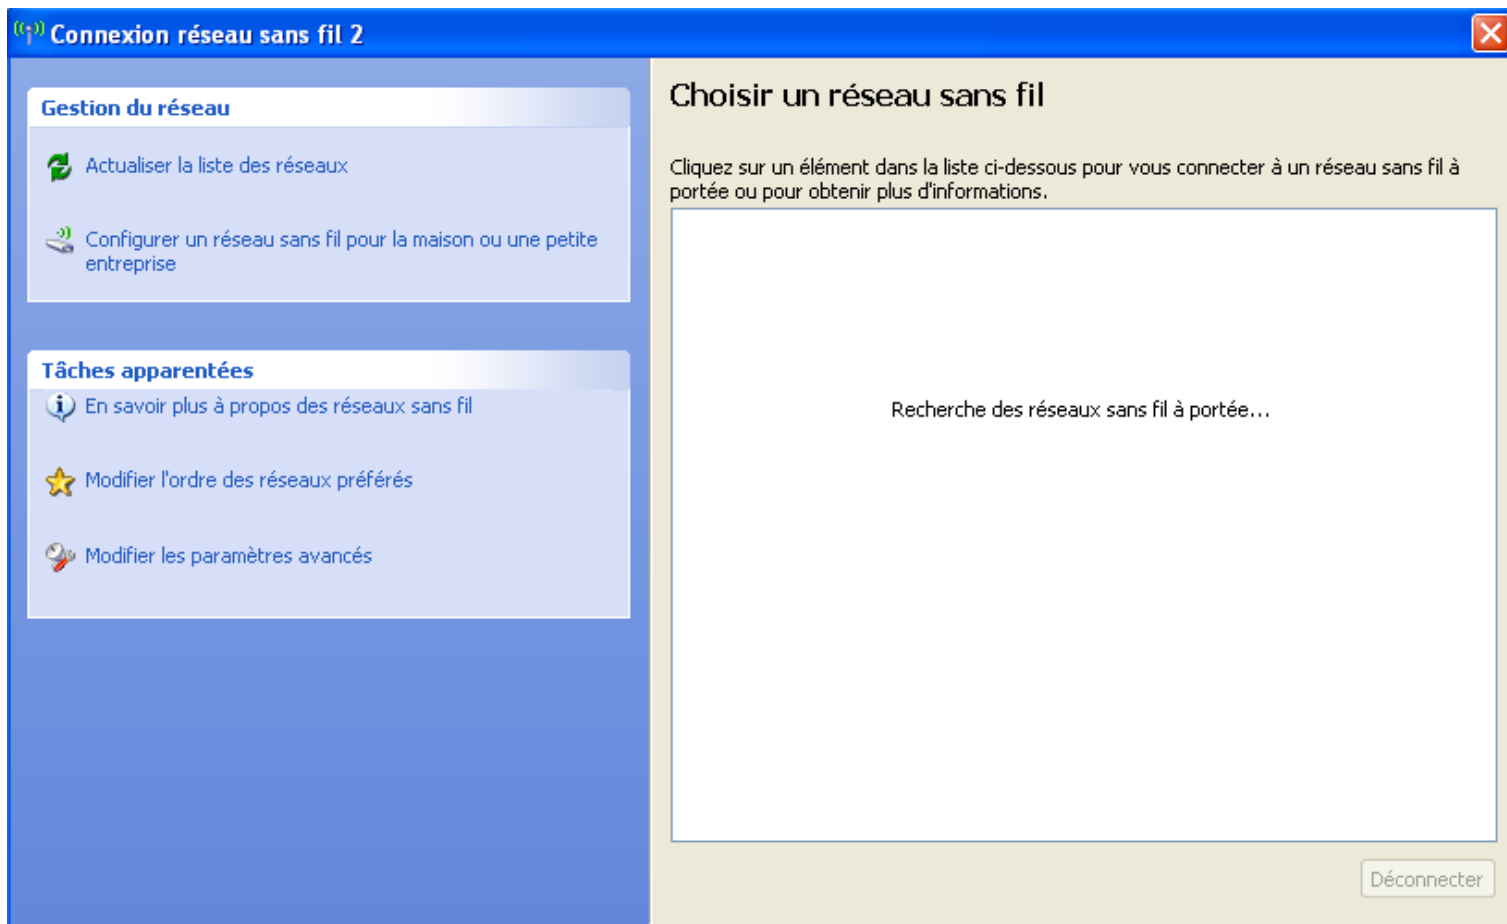 Connexion réseau sans fil 2
Gestion du réseau
Actualiser la liste des réseaux
Configurer un réseau sans fil pour la maison ou une petite
entreprise
Tâches apparentées
En savoir plus à propos des réseaux sans fil
Modifier l'ordre des réseaux préférés
Modifier les paramètres avancés
Choisir un réseau sans fil
Cliquez sur un élément dans la liste ci-dessous pour vous connecter à un réseau sans fil à
portée ou pour obtenir plus d'informations.
Recherche des réseaux sans fil à portée...
Déconnecter